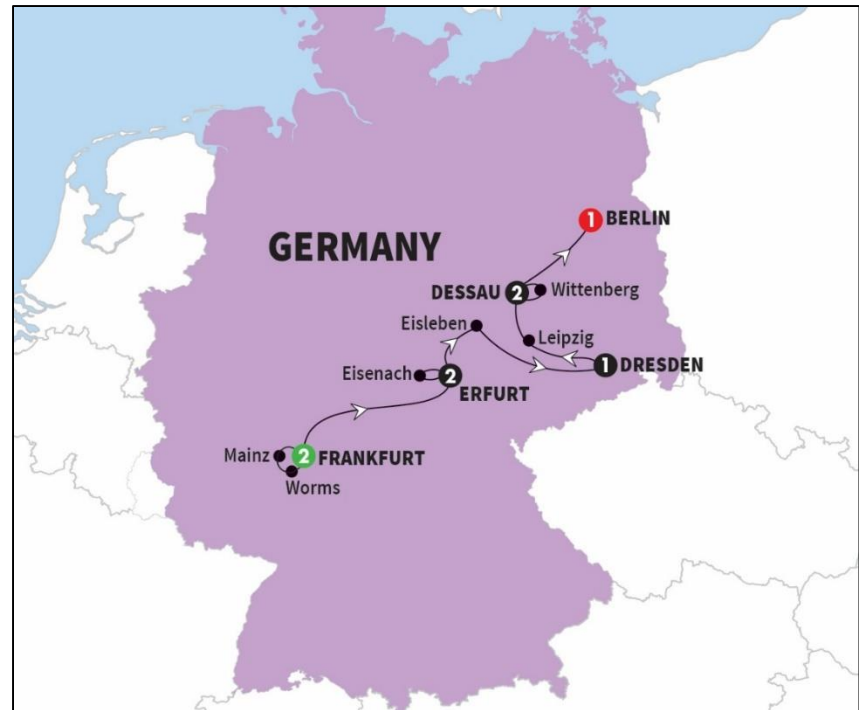 1 BERLIN
GERMANY
DESSAU 2 Wittenberg
Eisleben
Leipzig
Eisenach
2
1 DRESDEN
ERFURT
Mainz
2 FRANKFURT
Worms